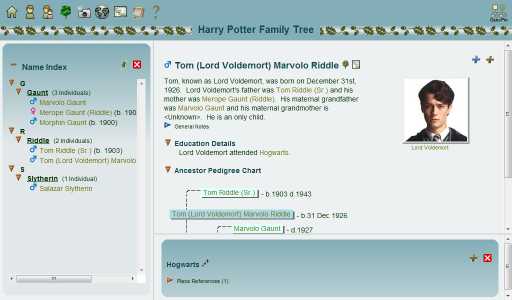 Harry Potter Family Tree
Name Index
G
Gaunt (3 Individuals)
Marvolo Gaunt
Merope Gaunt (Riddle) (b. 190
Morphin Gaunt (b. 1900)
R
Riddle (2 Individuals)
Tom Riddle (Sr.) (b. 1903)
Tom (Lord Voldemort) Marvolo
S
Slytherin (1 Individual)
Salazar Slytherin
Tom (Lord Voldemort) Marvolo Riddle
Tom, known as Lord Voldemort, was born on December 31st,
1926. Lord Voldemort's father was Tom Riddle (Sr.) and his
mother was Merope Gaunt (Riddle). His maternal grandfather
was Marvolo Gaunt and his maternal grandmother is
<Unknown>. He is an only child.
General Notes
Lord Voldemort
Education Details
Lord Voldemort attended Hogwarts.
Ancestor Pedigree Chart
Tom Riddle (Sr.) - b.1903 d.1943
Tom (Lord Voldemort) Marvolo Riddle - b.31 Dec 1926
Marvolo Gaunt - d.1927
Hogwarts
Place References (1)